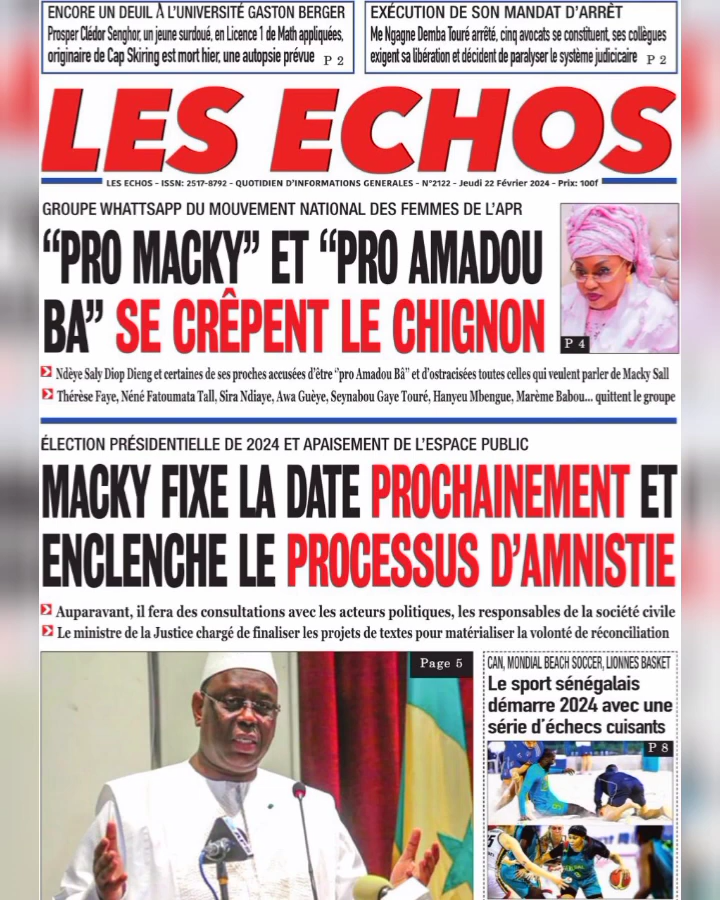 ENCORE UN DEUIL À L'UNIVERSITÉ GASTON BERGER
Prosper Clédor Senghor, un jeune surdoué, en Licence 1 de Math appliquées,
originaire de Cap Skiring est mort hier, une autopsie prévue P 2
EXÉCUTION DE SON MANDAT D'ARRÊT
Me Ngagne Demba Touré arrêté, cinq avocats se constituent, ses collègues
exigent sa libération et décident de paralyser le système judicicaire P 2
LES ECHOS
LES ECHOS - ISSN: 2517-8792 - QUOTIDIEN D'INFORMATIONS GENERALES - N°2122 - Jeudi 22 Février 2024 - Prix: 100f
GROUPE WHATTSAPP DU MOUVEMENT NATIONAL DES FEMMES DE L'APR
“PRO MACKY” ET “PRO AMADOU
BA” SE CRÊPENT LE CHIGNON
P 4
Ndèye Saly Diop Dieng et certaines de ses proches accusées d'être “pro Amadou Bâ” et d'ostracisées toutes celles qui veulent parler de Macky Sall
Thérèse Faye, Néné Fatoumata Tall, Sira Ndiaye, Awa Guèye, Seynabou Gaye Touré, Hanyeu Mbengue, Marème Babou... quittent le groupe
ÉLECTION PRÉSIDENTIELLE DE 2024 ET APAISEMENT DE L'ESPACE PUBLIC
MACKY FIXE LA DATE PROCHAINEMENT ET
ENCLENCHE LE PROCESSUS D'AMNISTIE
Auparavant, il fera des consultations avec les acteurs politiques, les responsables de la société civile
Le ministre de la Justice chargé de finaliser les projets de textes pour matérialiser la volonté de réconciliation
Page 5
CAN, MONDIAL BEACH SOCCER, LIONNES BASKET
Le sport sénégalais
démarre 2024 avec une
série d'échecs cuisants
P 8